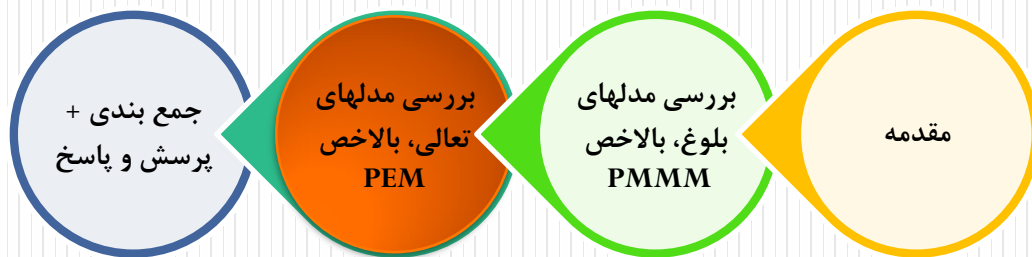 مقدمه
بررسی مدلهای
بلوغ، بالاخص
PMMM
بررسی مدلهای
تعالی، بالاخص
PEM
جمع بندی +
پرسش و پاسخ